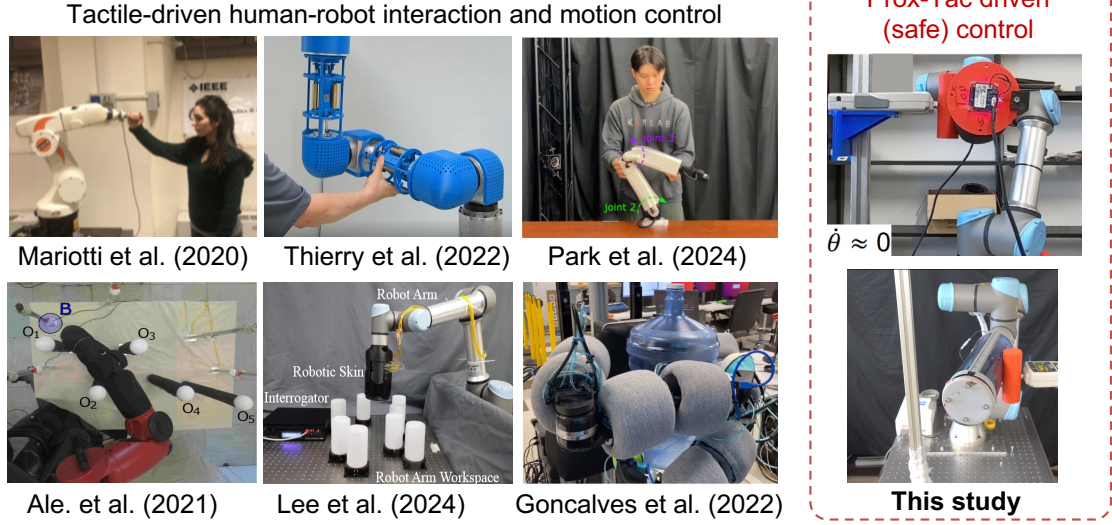 Tactile-driven human-robot interaction and motion control
Prox-Tac driven
(safe) control
IEEE
joint 3
joint 2
θ̇ ≈ 0
Mariotti et al. (2020)
Thierry et al. (2022)
Park et al. (2024)
B
O₁
O₃
O₂
O₄
O₅
Robot Arm
Robotic Skin
Interrogator
Robot Arm Workspace
Ale. et al. (2021)
Lee et al. (2024)
Goncalves et al. (2022)
This study